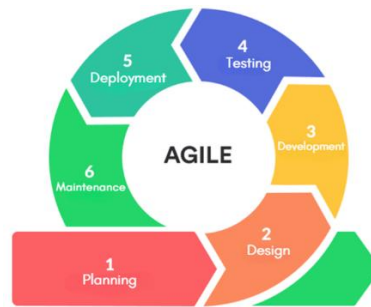 AGILE
1
Planning
2
Design
3
Development
4
Testing
5
Deployment
6
Maintenance